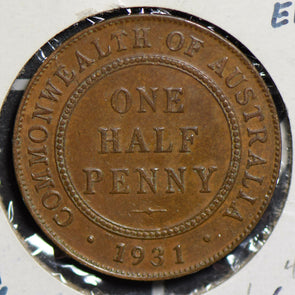 COMMONWEALTH OF AUSTRALIA
ONE
HALF
PENNY
· 1931 ·